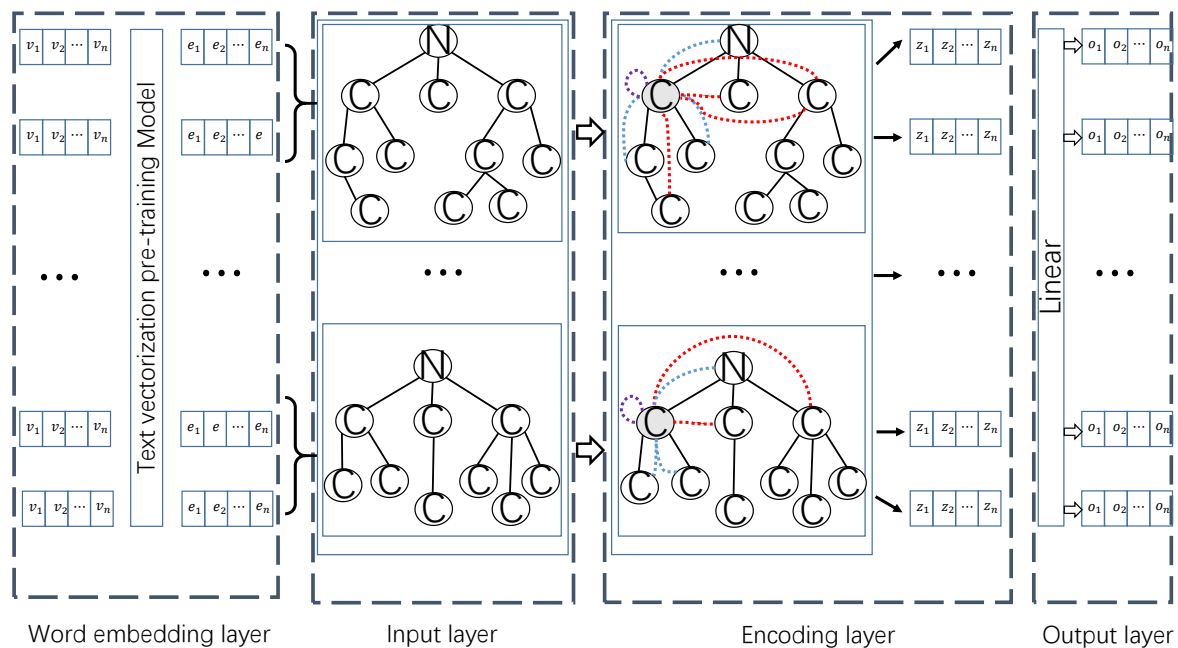 v1 v2 ⋯ vn
e1 e2 ⋯ en
v1 v2 ⋯ vn
e1 e2 ⋯ e
•••
•••
v1 v2 ⋯ vn
e1 e ⋯ en
v1 v2 ⋯ vn
e1 e2 ⋯ en
Text vectorization pre-training Model
Word embedding layer
N
C C C
C C C C
C C C
•••
N
C C C
C C C C
C C
Input layer
N
C C C
C C C C
C C C
•••
N
C C C
C C C C
C C
z1 z2 ⋯ zn
z1 z2 ⋯ zn
•••
z1 z2 ⋯ zn
z1 z2 ⋯ zn
Encoding layer
Linear
o1 o2 ⋯ on
o1 o2 ⋯ on
•••
o1 o2 ⋯ on
o1 o2 ⋯ on
Output layer